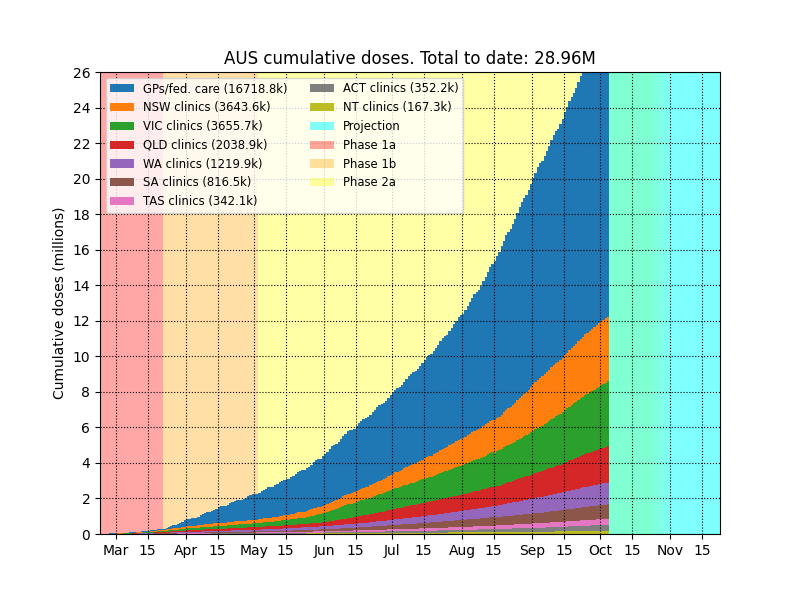 AUS cumulative doses. Total to date: 28.96M
Cumulative doses (millions)
26
24
22
20
18
16
14
12
10
8
6
4
2
0
GPs/fed. care (16718.8k)
NSW clinics (3643.6k)
VIC clinics (3655.7k)
QLD clinics (2038.9k)
WA clinics (1219.9k)
SA clinics (816.5k)
TAS clinics (342.1k)
ACT clinics (352.2k)
NT clinics (167.3k)
Projection
Phase 1a
Phase 1b
Phase 2a
Mar 15 Apr 15 May 15 Jun 15 Jul 15 Aug 15 Sep 15 Oct 15 Nov 15